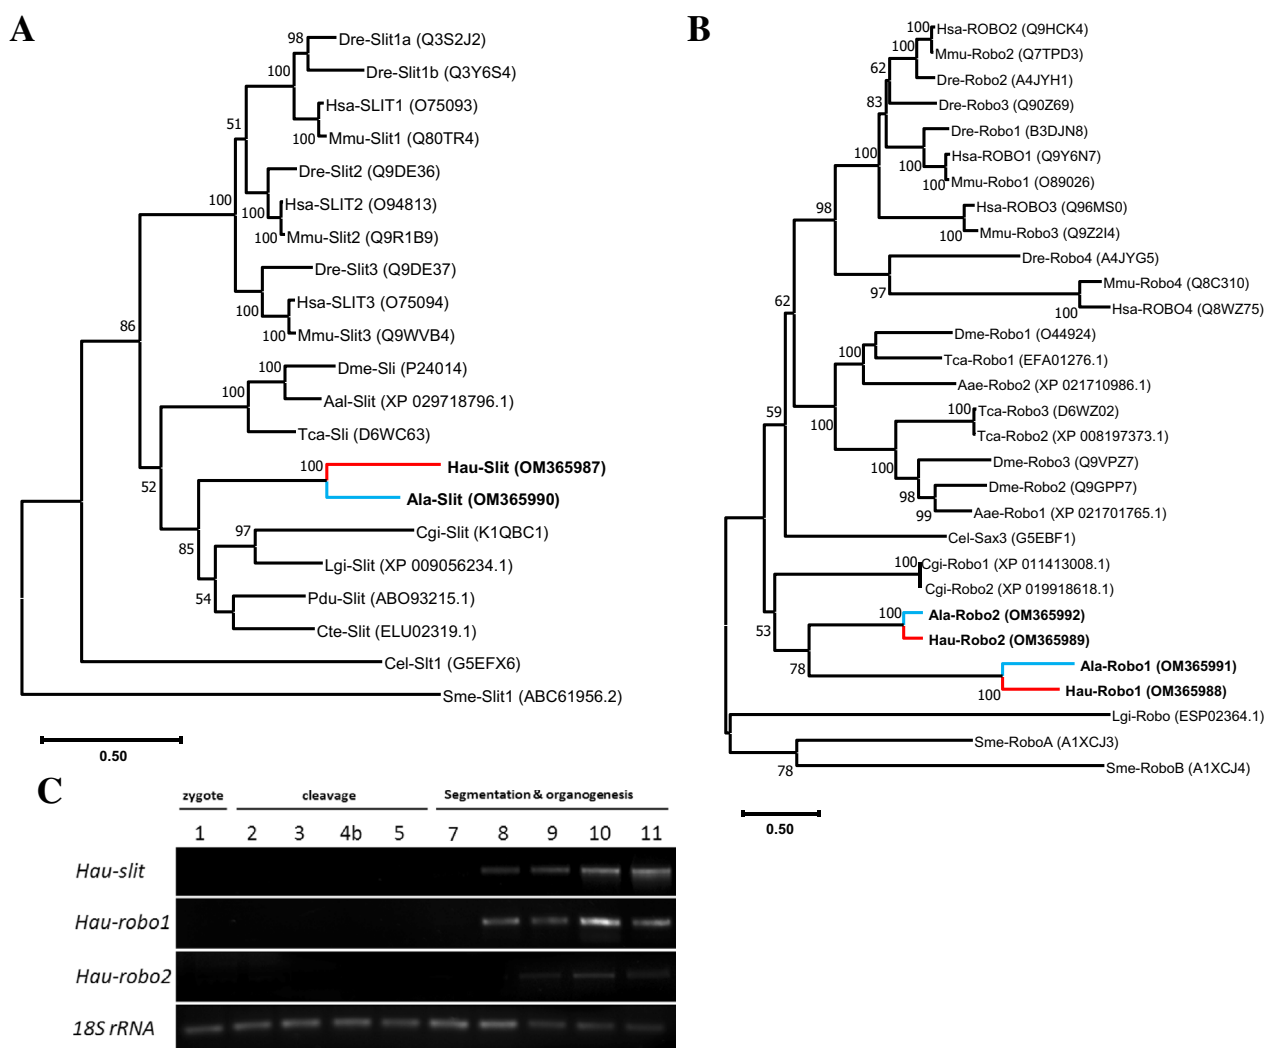 A
98
Dre-Slit1a (Q3S2J2)
100
Dre-Slit1b (Q3Y6S4)
Hsa-SLIT1 (O75093)
51
100
Mmu-Slit1 (Q80TR4)
Dre-Slit2 (Q9DE36)
100
100
Hsa-SLIT2 (O94813)
100
Mmu-Slit2 (Q9R1B9)
Dre-Slit3 (Q9DE37)
100
Hsa-SLIT3 (O75094)
86
100
Mmu-Slit3 (Q9WVB4)
100
Dme-Sli (P24014)
100
Aal-Slit (XP 029718796.1)
Tca-Sli (D6WC63)
100
Hau-Slit (OM365987)
52
Ala-Slit (OM365990)
97
Cgi-Slit (K1QBC1)
85
Lgi-Slit (XP 009056234.1)
54
Pdu-Slit (ABO93215.1)
Cte-Slit (ELU02319.1)
Cel-Slt1 (G5EFX6)
Sme-Slit1 (ABC61956.2)
0.50
B
100
Hsa-ROBO2 (Q9HCK4)
100
Mmu-Robo2 (Q7TPD3)
62
Dre-Robo2 (A4JYH1)
83
Dre-Robo3 (Q90Z69)
Dre-Robo1 (B3DJN8)
100
100
Hsa-ROBO1 (Q9Y6N7)
100
Mmu-Robo1 (O89026)
98
Hsa-ROBO3 (Q96MS0)
100
Mmu-Robo3 (Q9Z2I4)
Dre-Robo4 (A4JYG5)
97
Mmu-Robo4 (Q8C310)
62
100
Hsa-ROBO4 (Q8WZ75)
Dme-Robo1 (O44924)
100
Tca-Robo1 (EFA01276.1)
Aae-Robo2 (XP 021710986.1)
59
100
100
Tca-Robo3 (D6WZ02)
Tca-Robo2 (XP 008197373.1)
100
Dme-Robo3 (Q9VPZ7)
98
Dme-Robo2 (Q9GPP7)
99
Aae-Robo1 (XP 021701765.1)
Cel-Sax3 (G5EBF1)
100
Cgi-Robo1 (XP 011413008.1)
Cgi-Robo2 (XP 019918618.1)
100
Ala-Robo2 (OM365992)
53
Hau-Robo2 (OM365989)
78
Ala-Robo1 (OM365991)
100
Hau-Robo1 (OM365988)
Lgi-Robo (ESP02364.1)
Sme-RoboA (A1XCJ3)
78
Sme-RoboB (A1XCJ4)
0.50
C
zygote cleavage Segmentation & organogenesis
1 2 3 4b 5 7 8 9 10 11
Hau-slit
Hau-robo1
Hau-robo2
18S rRNA